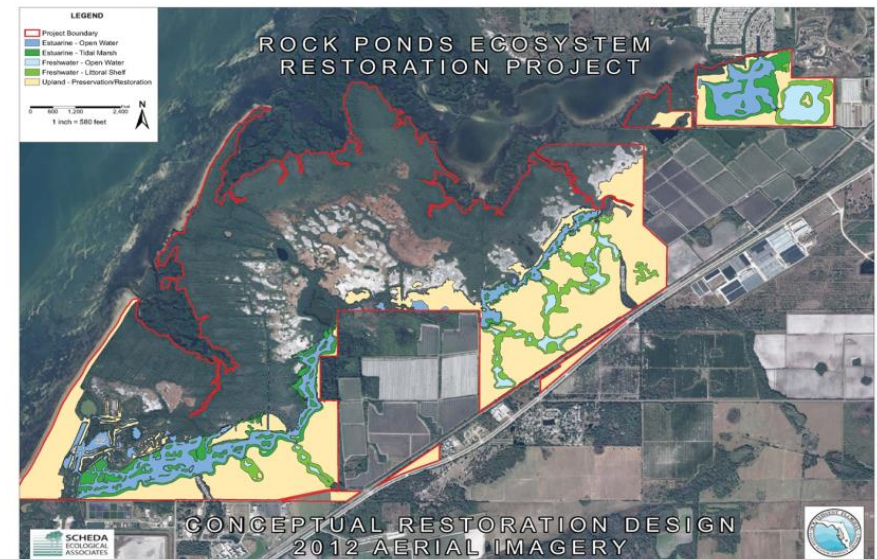 LEGEND
Project Boundary
Estuarine - Open Water
Estuarine - Tidal Marsh
Freshwater - Open Water
Freshwater - Littoral Shelf
Upland - Preservation/Restoration
0 600 1,200 2,400
N
1 inch = 580 feet
ROCK PONDS ECOSYSTEM
RESTORATION PROJECT
CONCEPTUAL RESTORATION DESIGN
2012 AERIAL IMAGERY
SCHEDA
ECOLOGICAL
ASSOCIATES